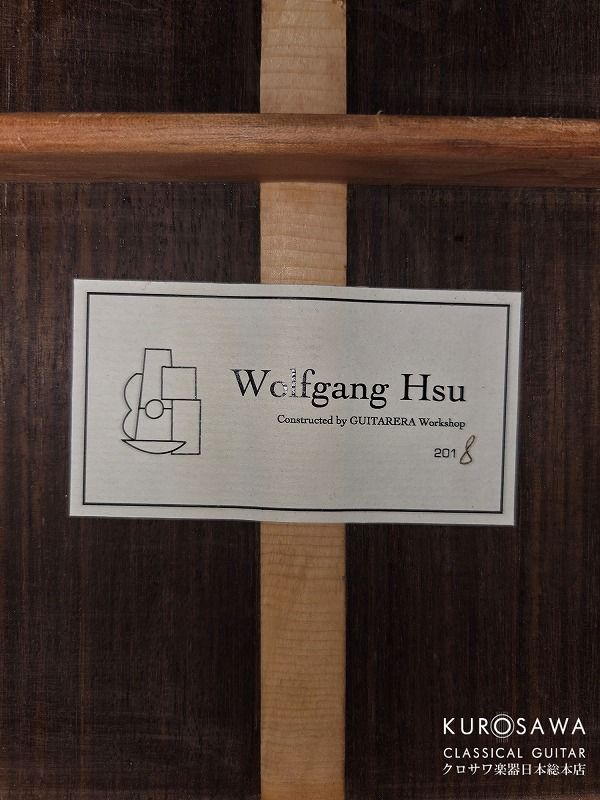 Wolfgang Hsu
Constructed by GUITARERA Workshop
2018
KUROSAWA
CLASSICAL GUITAR
クロサワ楽器日本総本店